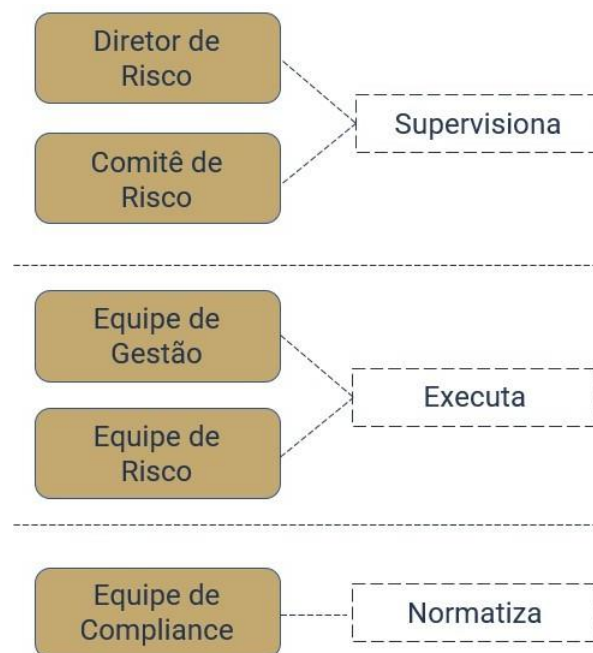 Diretor de
Risco
Supervisiona
Comitê de
Risco
Equipe de
Gestão
Executa
Equipe de
Risco
Equipe de
Compliance
Normatiza